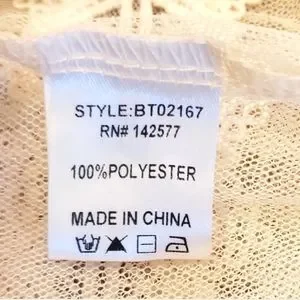 STYLE:BT02167
RN# 142577
100%POLYESTER
MADE IN CHINA